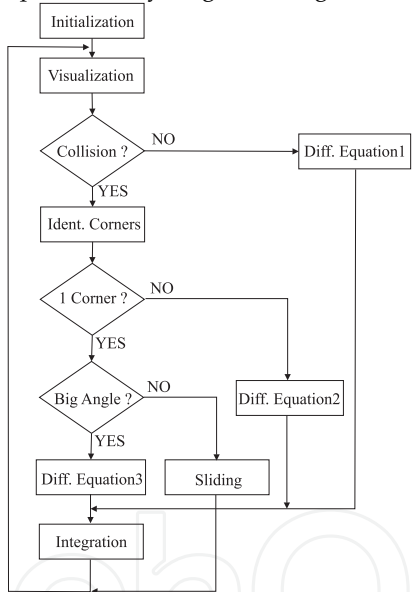 Initialization
Visualization
Collision ?
NO
Diff. Equation1
YES
Ident. Corners
1 Corner ?
NO
YES
Big Angle ?
NO
Diff. Equation2
YES
Diff. Equation3
Sliding
Integration